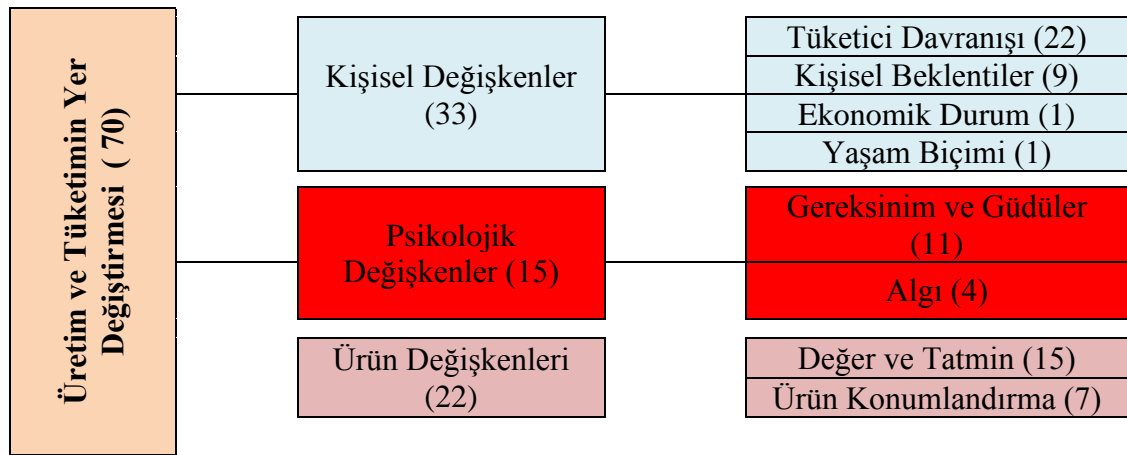 Üretim ve Tüketimin Yer
Değiştirmesi ( 70)
Kişisel Değişkenler
(33)
Tüketici Davranışı (22)
Kişisel Beklentiler (9)
Ekonomik Durum (1)
Yaşam Biçimi (1)
Psikolojik
Değişkenler (15)
Gereksinim ve Güdüler
(11)
Algı (4)
Ürün Değişkenleri
(22)
Değer ve Tatmin (15)
Ürün Konumlandırma (7)